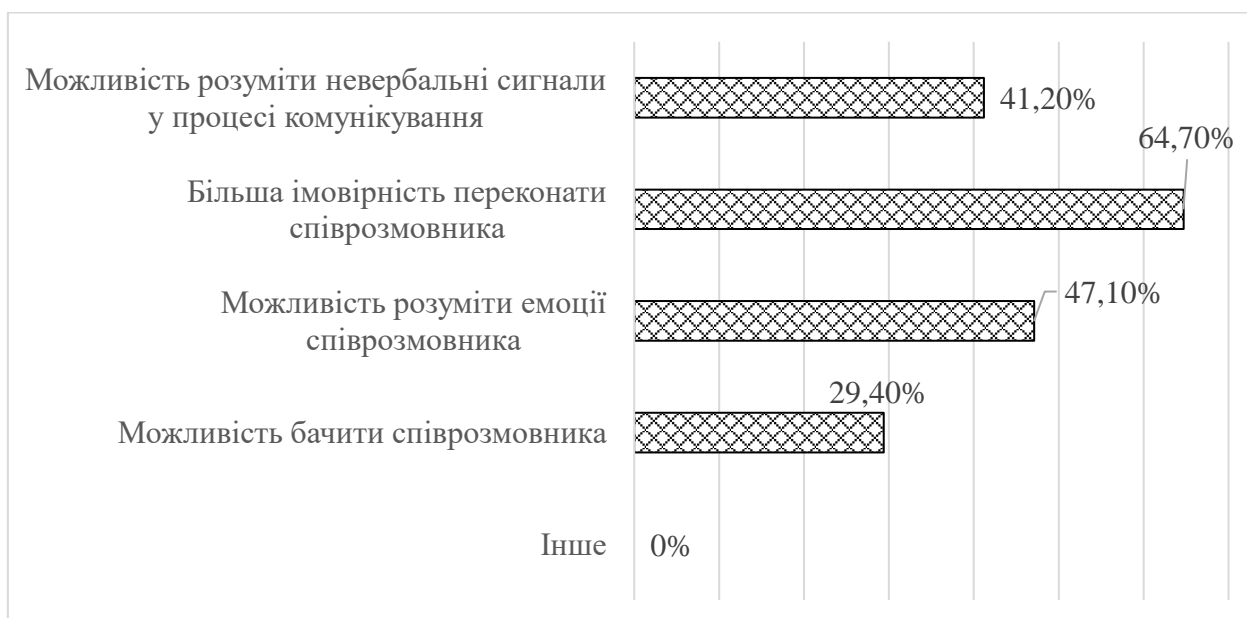 Можливість розуміти невербальні сигнали
у процесі комунікування
41,20%
64,70%
Більша імовірність переконати
співрозмовника
Можливість розуміти емоції
співрозмовника
47,10%
29,40%
Можливість бачити співрозмовника
Інше
0%